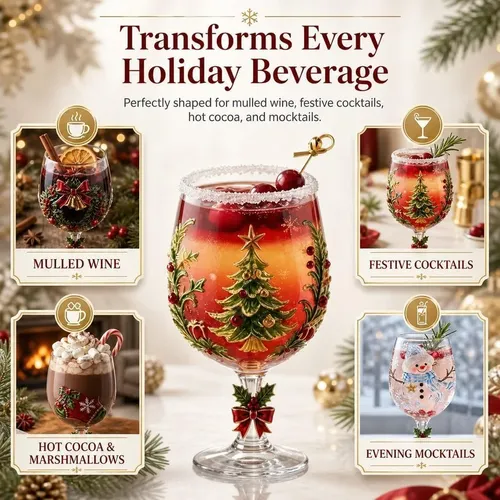 Transforms Every
Holiday Beverage
Perfectly shaped for mulled wine, festive cocktails,
hot cocoa, and mocktails.
MULLED WINE
FESTIVE COCKTAILS
HOT COCOA &
MARSHMALLOWS
EVENING MOCKTAILS